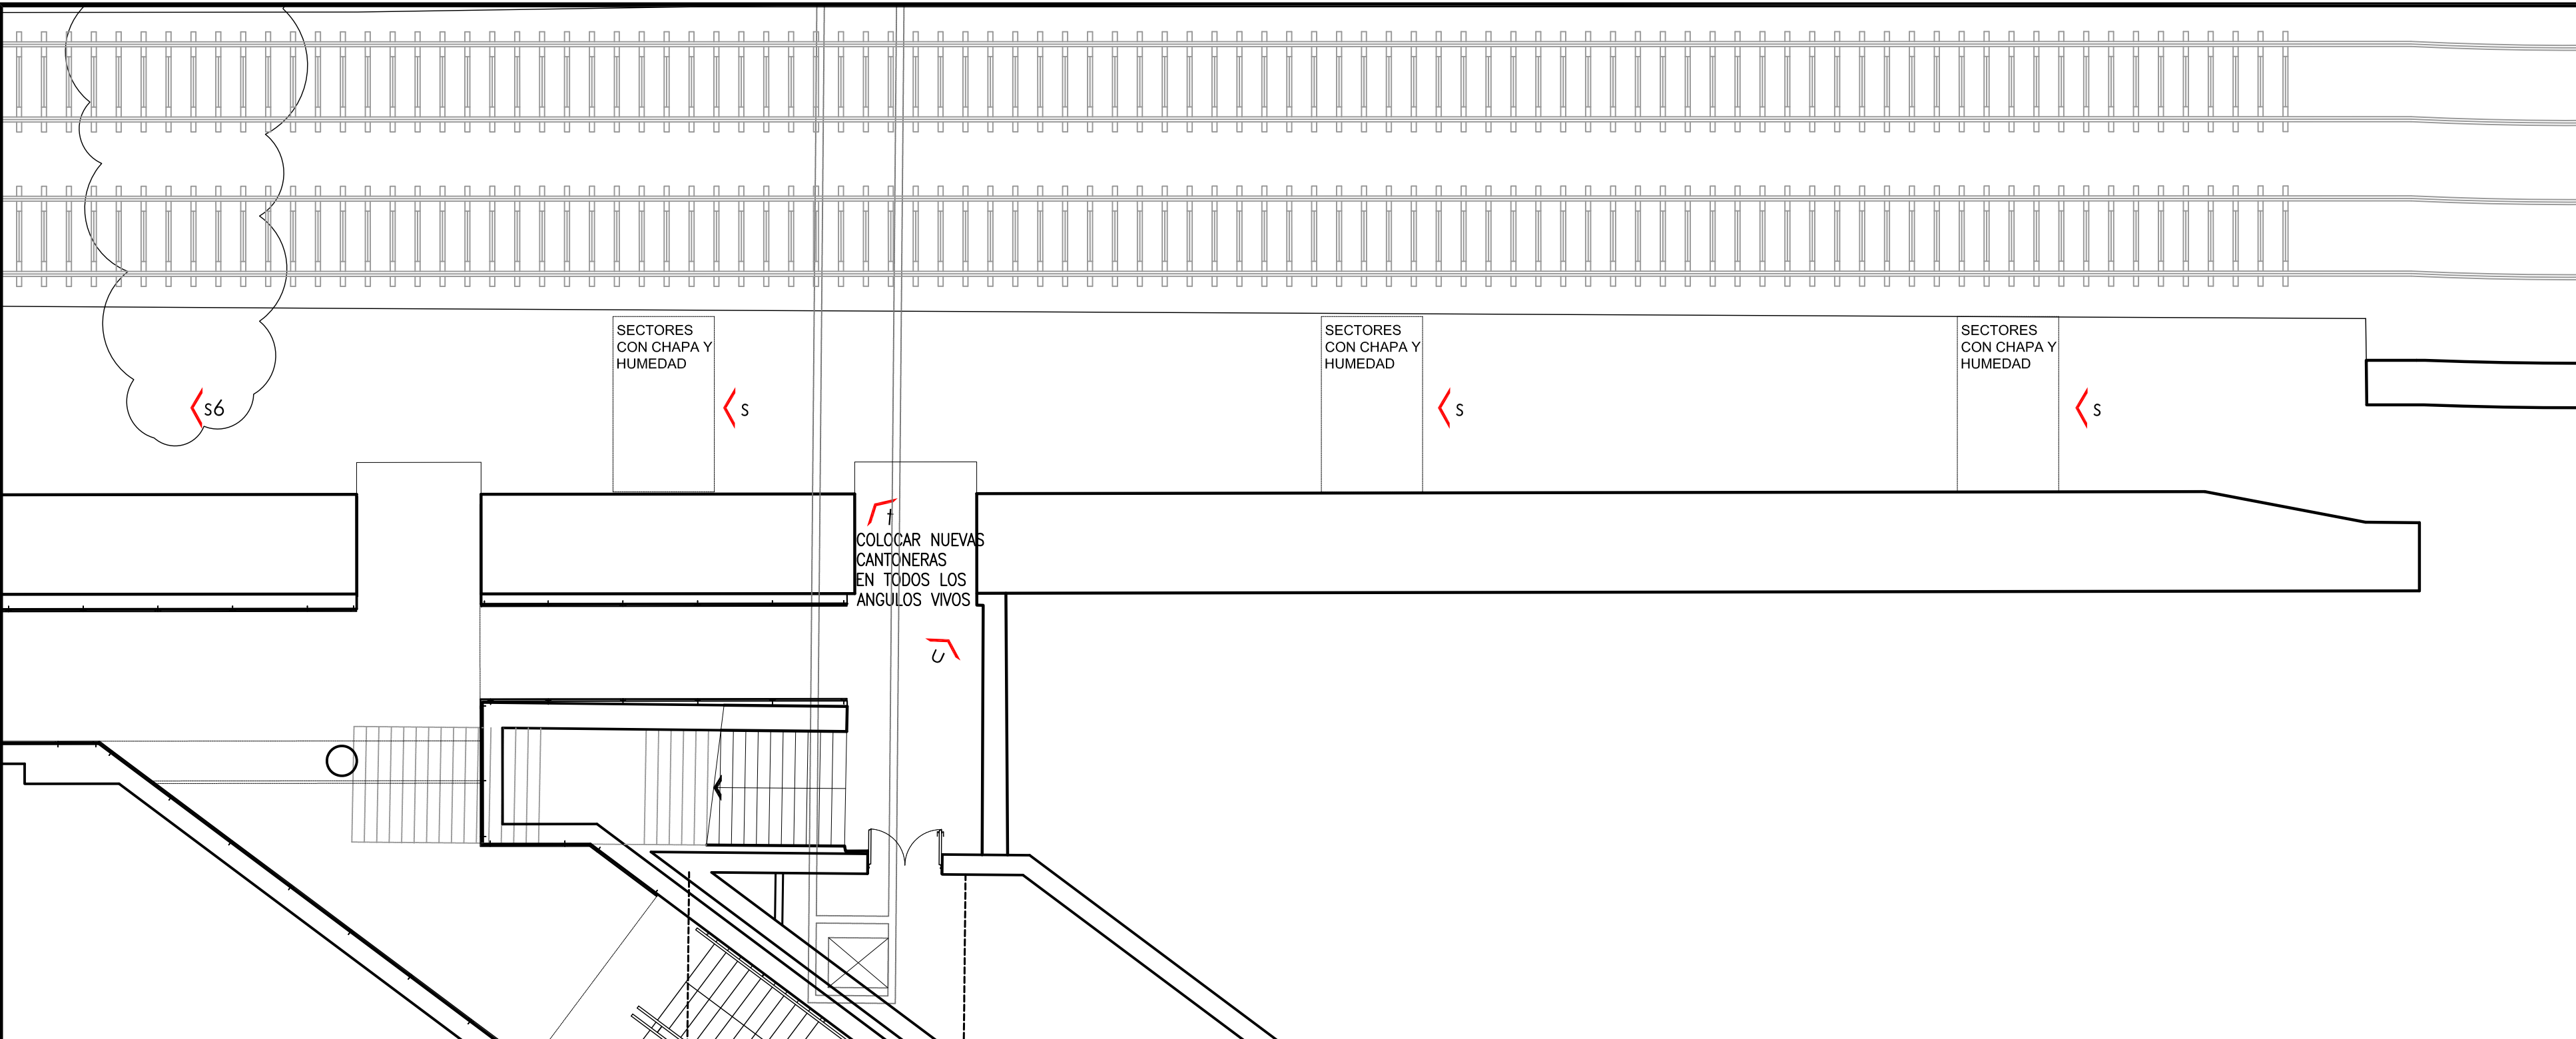 SECTORES
CON CHAPA Y
HUMEDAD
SECTORES
CON CHAPA Y
HUMEDAD
SECTORES
CON CHAPA Y
HUMEDAD
s6
s
s
s
t
COLOCAR NUEVAS
CANTONERAS
EN TODOS LOS
ANGULOS VIVOS
U